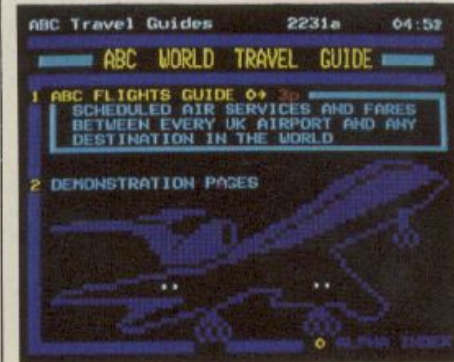 ABC Travel Guides 2231a 04:52
ABC WORLD TRAVEL GUIDE
1 ABC FLIGHTS GUIDE 0→ 3p
SCHEDULED AIR SERVICES AND FARES
BETWEEN EVERY UK AIRPORT AND ANY
DESTINATION IN THE WORLD
2 DEMONSTRATION PAGES
0 ALPHA INDEX